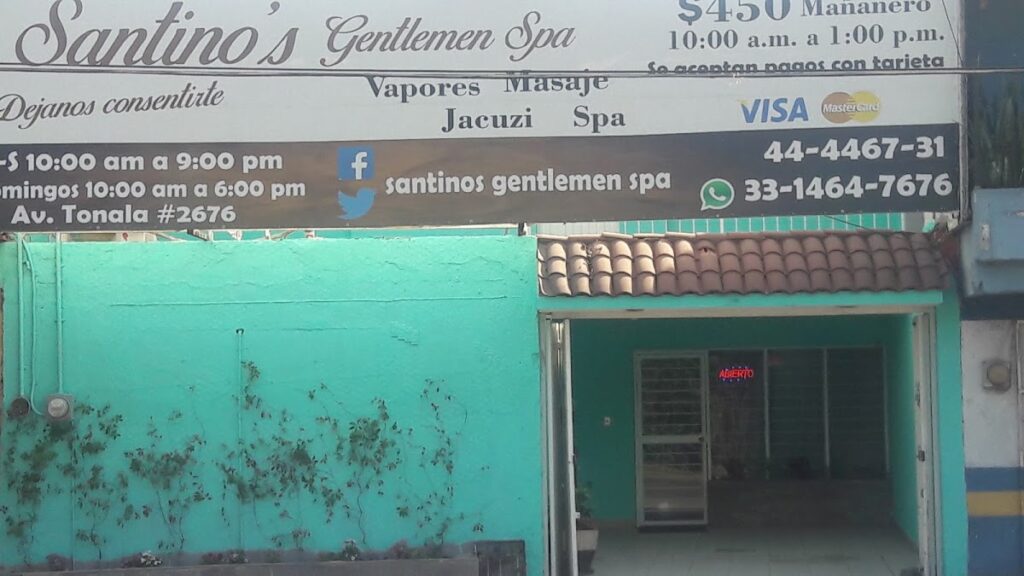 Santino's Gentlemen Spa
$450 Mañanero
10:00 a.m. a 1:00 p.m.
Se aceptan pagos con tarjeta
Dejanos consentirte
Vapores Masaje
Jacuzi Spa
VISA MasterCard
-S 10:00 am a 9:00 pm
omingos 10:00 am a 6:00 pm
Av. Tonala #2676
f
santinos gentlemen spa
44-4467-31
33-1464-7676
ABIERTO